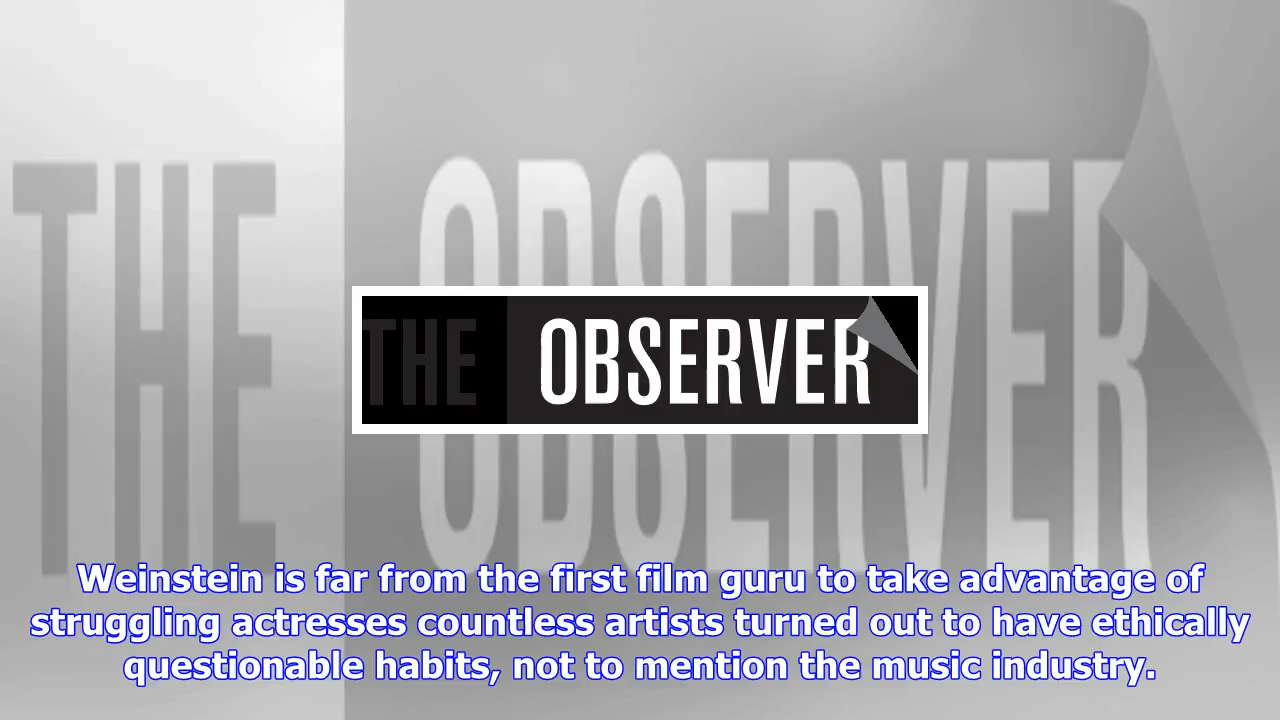 THE OBSERVER
THE OBSERVER
Weinstein is far from the first film guru to take advantage of
struggling actresses countless artists turned out to have ethically
questionable habits, not to mention the music industry.